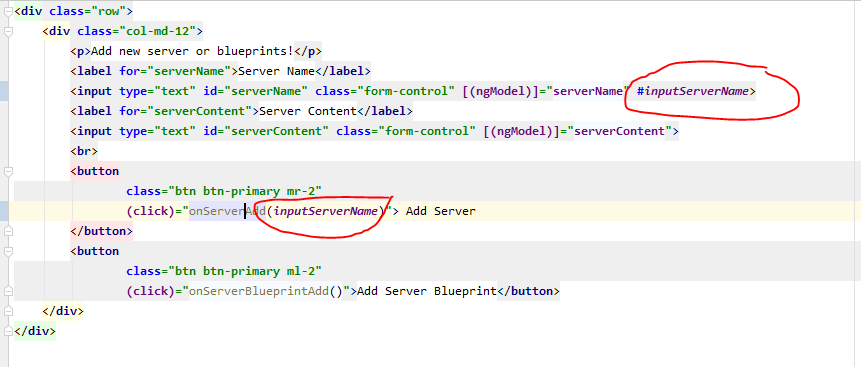 <div class="row">
<div class="col-md-12">
<p>Add new server or blueprints!</p>
<label for="serverName">Server Name</label>
<input type="text" id="serverName" class="form-control" [(ngModel)]="serverName" #inputServerName>
<label for="serverContent">Server Content</label>
<input type="text" id="serverContent" class="form-control" [(ngModel)]="serverContent">
<br>
<button
class="btn btn-primary mr-2"
(click)="onServerAdd(inputServerName)"> Add Server
</button>
<button
class="btn btn-primary ml-2"
(click)="onServerBlueprintAdd()">Add Server Blueprint</button>
</div>
</div>